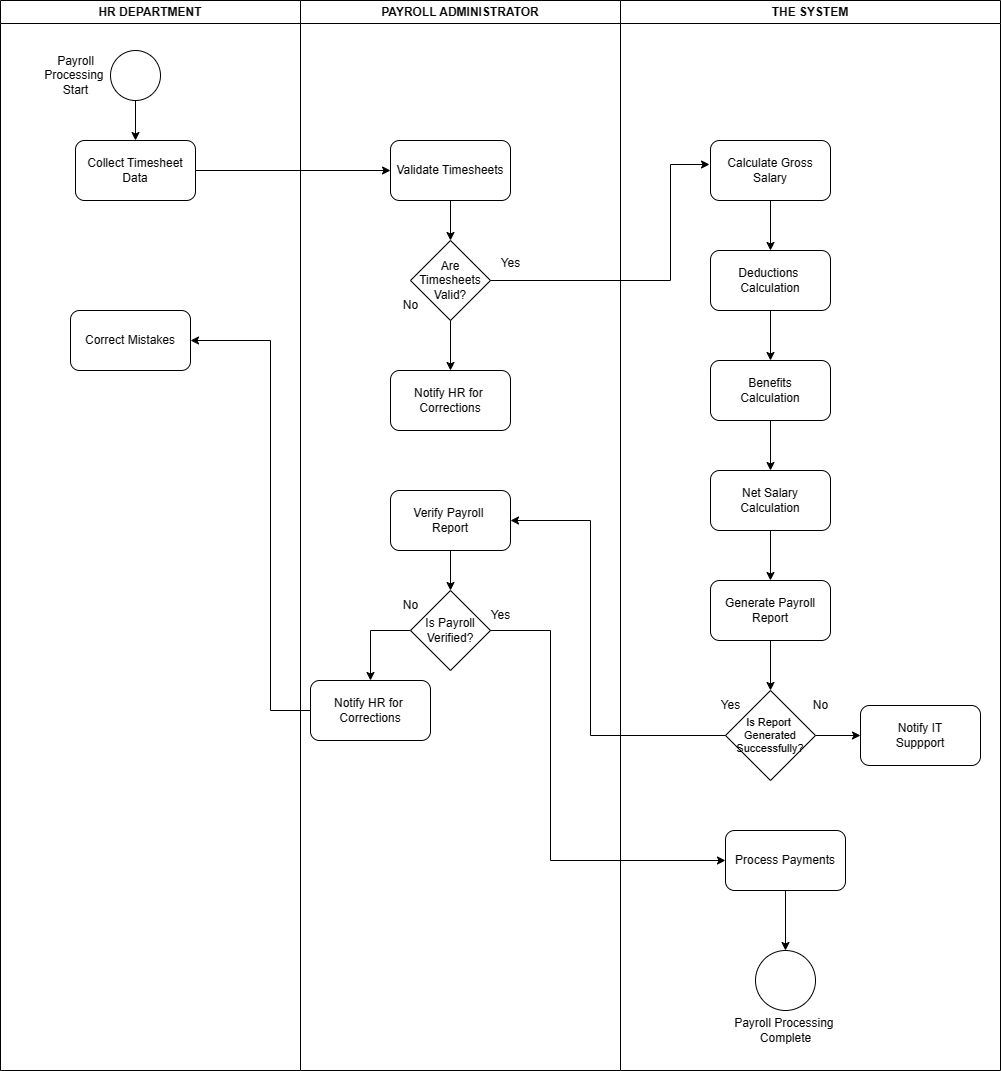 HR DEPARTMENT
PAYROLL ADMINISTRATOR
THE SYSTEM
Payroll
Processing
Start
Collect Timesheet
Data
Validate Timesheets
Calculate Gross
Salary
Are
Timesheets
Valid?
Yes
No
Deductions
Calculation
Correct Mistakes
Notify HR for
Corrections
Benefits
Calculation
Verify Payroll
Report
Net Salary
Calculation
No
Is Payroll
Verified?
Yes
Generate Payroll
Report
Notify HR for
Corrections
Yes
Is Report
Generated
Successfully?
No
Notify IT
Suppport
Process Payments
Payroll Processing
Complete